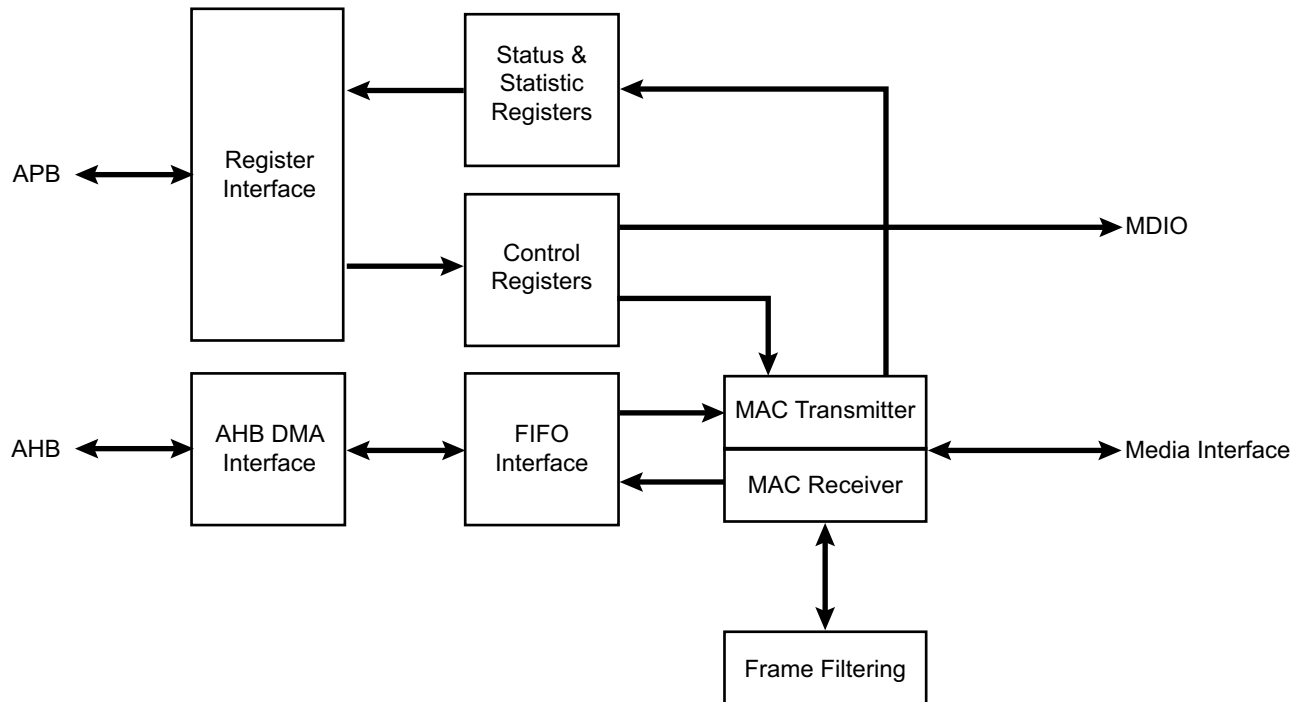 Status &
Statistic
Registers
APB
Register
Interface
MDIO
Control
Registers
MAC Transmitter
AHB
AHB DMA
Interface
FIFO
Interface
Media Interface
MAC Receiver
Frame Filtering